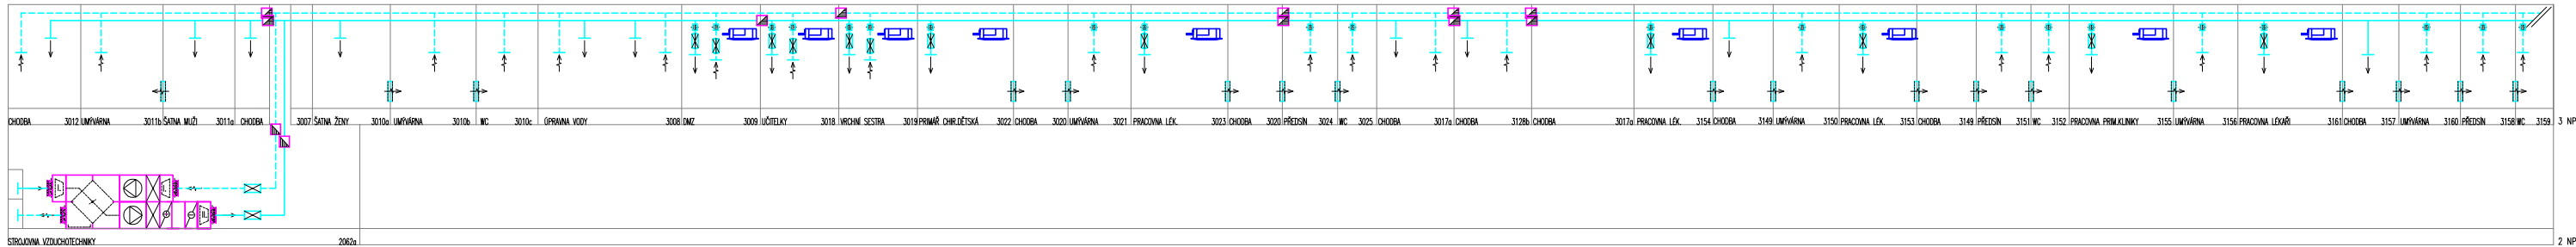 CHODBA 3012 UMÝVÁRNA 3011b ŠATNA MUŽI 3011a CHODBA 3007 ŠATNA ŽENY 3010a UMÝVÁRNA 3010b WC 3010c ÚPRAVNA VODY 3008 DMZ 3009 UČITELKY 3018 VRCHNÍ SESTRA 3019 PRIMÁŘ CHIR.DĚTSKÁ 3022 CHODBA 3020 UMÝVÁRNA 3021 PRACOVNA LÉK. 3023 CHODBA 3020 PŘEDSÍN 3024 WC 3025 CHODBA 3017a CHODBA 3128b CHODBA 3017a PRACOVNA LÉK. 3154 CHODBA 3149 UMÝVÁRNA 3150 PRACOVNA LÉK. 3153 CHODBA 3149 PŘEDSÍN 3151 WC 3152 PRACOVNA PRIM.KLINIKY 3155 UMÝVÁRNA 3156 PRACOVNA LÉKAŘI 3161 CHODBA 3157 UMÝVÁRNA 3160 PŘEDSÍN 3158 WC 3159 3 NP
STROJOVNA VZDUCHOTECHNIKY 2062a 2 NP